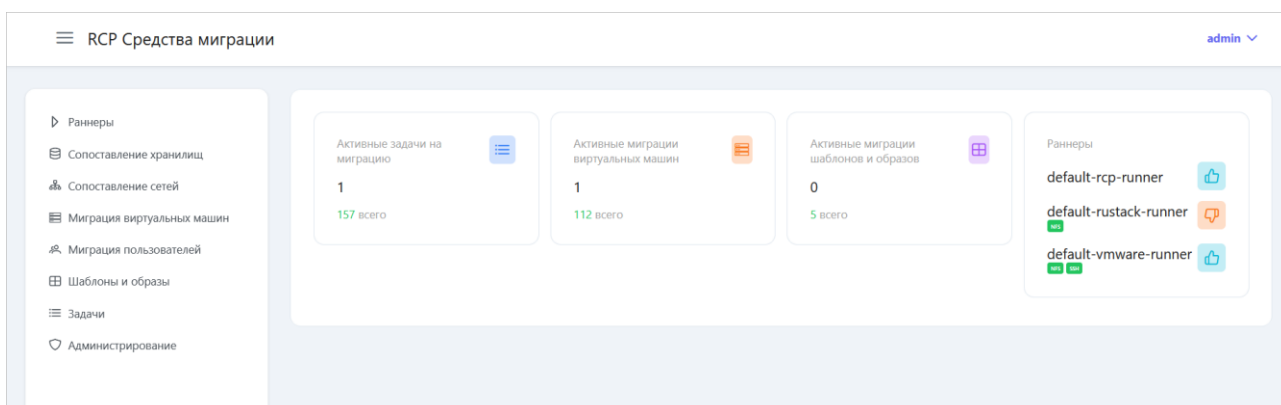 RCP Средства миграции
admin
Раннеры
Сопоставление хранилищ
Сопоставление сетей
Миграция виртуальных машин
Миграция пользователей
Шаблоны и образы
Задачи
Администрирование
Активные задачи на
миграцию
1
157 всего
Активные миграции
виртуальных машин
1
112 всего
Активные миграции
шаблонов и образов
0
5 всего
Раннеры
default-rcp-runner
default-rustack-runner
NFS
default-vmware-runner
NFS SSH